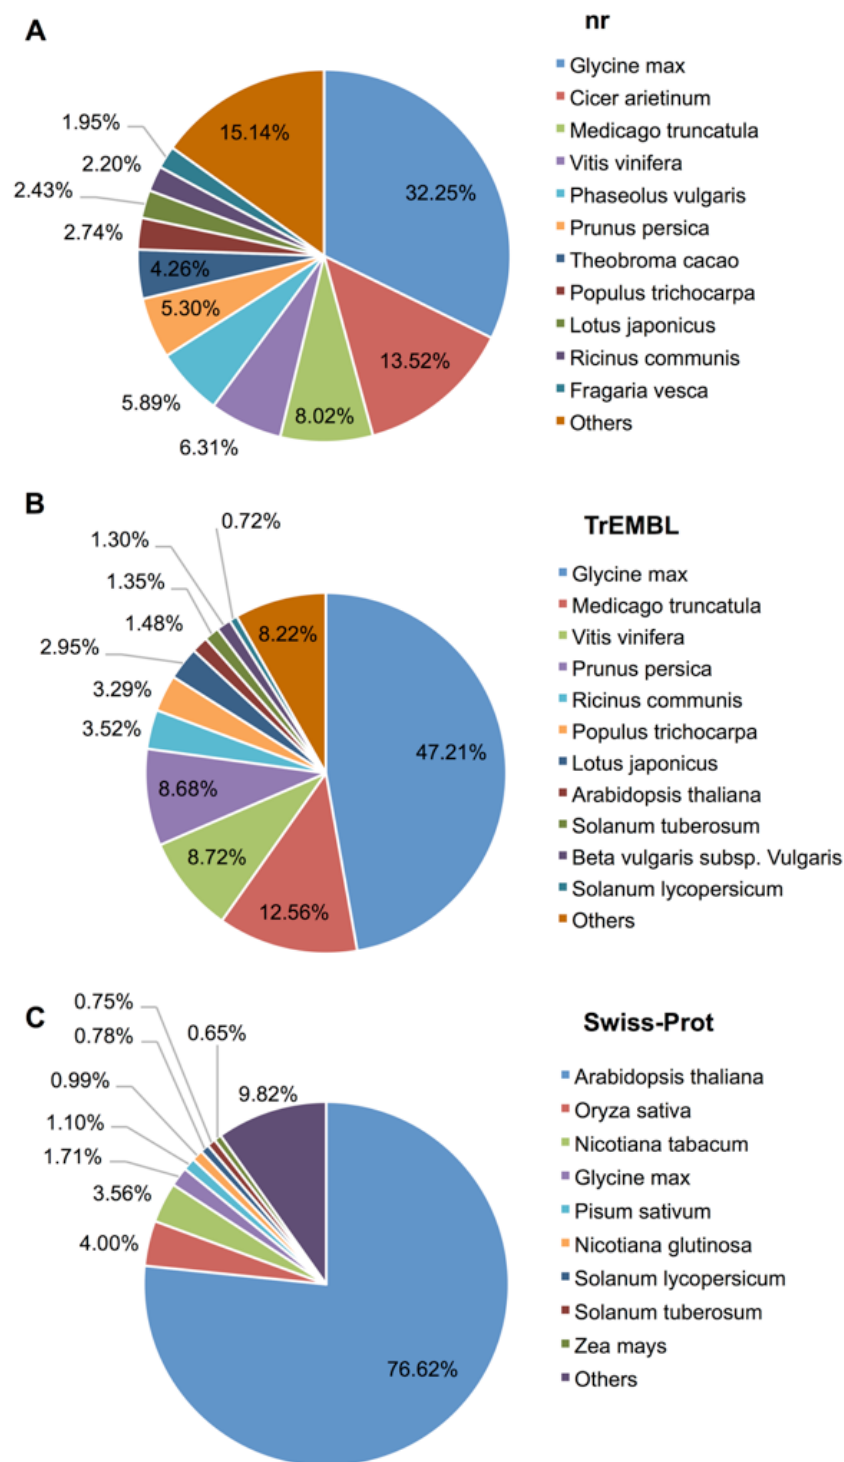 A
nr
15.14%
1.95%
2.20%
2.43%
2.74%
4.26%
5.30%
5.89%
6.31%
8.02%
13.52%
32.25%
Glycine max
Cicer arietinum
Medicago truncatula
Vitis vinifera
Phaseolus vulgaris
Prunus persica
Theobroma cacao
Populus trichocarpa
Lotus japonicus
Ricinus communis
Fragaria vesca
Others
B
TrEMBL
0.72%
1.30%
1.35%
1.48%
2.95%
3.29%
3.52%
8.68%
8.72%
12.56%
47.21%
8.22%
Glycine max
Medicago truncatula
Vitis vinifera
Prunus persica
Ricinus communis
Populus trichocarpa
Lotus japonicus
Arabidopsis thaliana
Solanum tuberosum
Beta vulgaris subsp. Vulgaris
Solanum lycopersicum
Others
C
Swiss-Prot
0.75%
0.78%
0.65%
0.99%
9.82%
1.10%
1.71%
3.56%
4.00%
76.62%
Arabidopsis thaliana
Oryza sativa
Nicotiana tabacum
Glycine max
Pisum sativum
Nicotiana glutinosa
Solanum lycopersicum
Solanum tuberosum
Zea mays
Others